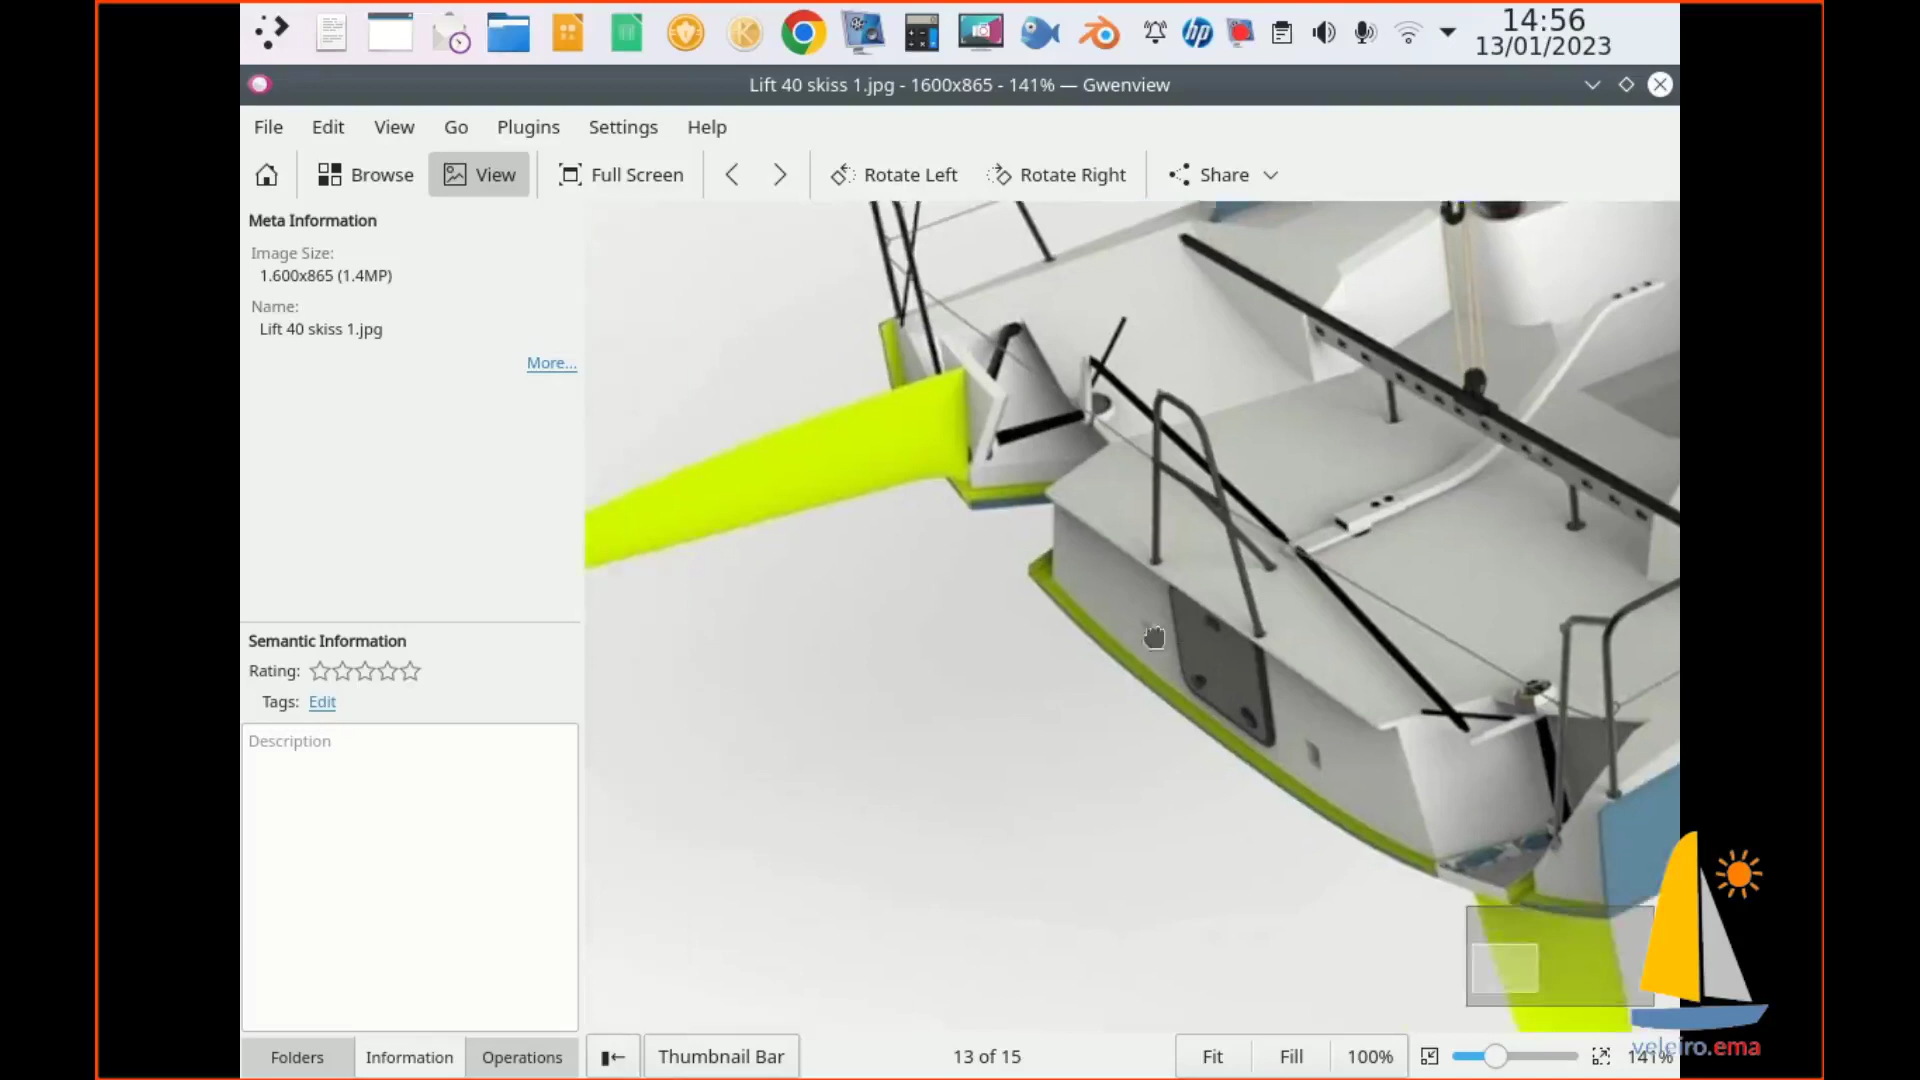 14:56
13/01/2023
Lift 40 skiss 1.jpg - 1600x865 - 141% — Gwenview
File Edit View Go Plugins Settings Help
Browse View Full Screen Rotate Left Rotate Right Share
Meta Information
Image Size:
1.600x865 (1.4MP)
Name:
Lift 40 skiss 1.jpg
More...
Semantic Information
Rating:
Tags: Edit
Description
Folders Information Operations Thumbnail Bar 13 of 15 Fit Fill 100% 141%
veleiro.ema
hp
K